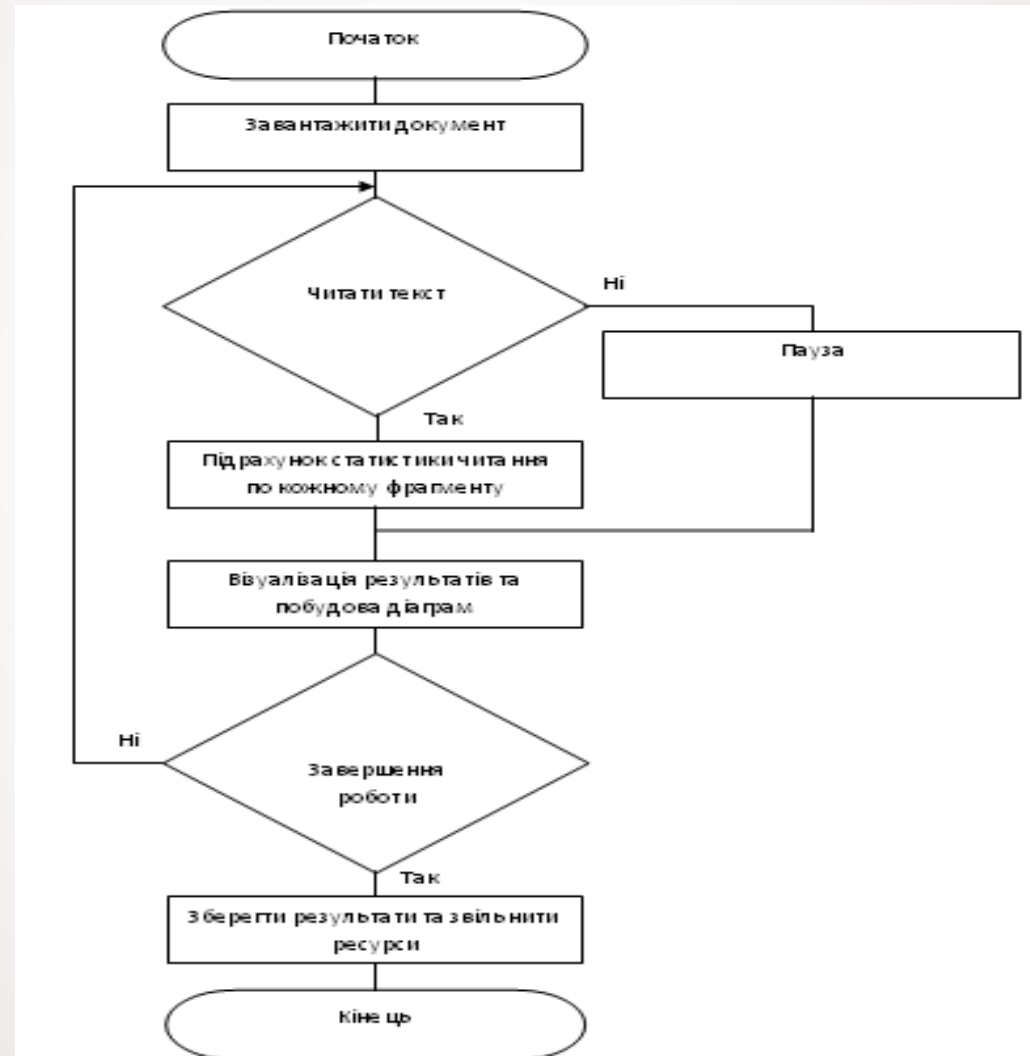 Початок
Завантажити документ
Читати текст
Ні
Пауза
Так
Підрахунок статистики читання
по кожному фрагменту
Візуалізація результатів та
побудова діаграм
Ні
Завершення
роботи
Так
Зберегти результати та звільнити
ресурси
Кінець